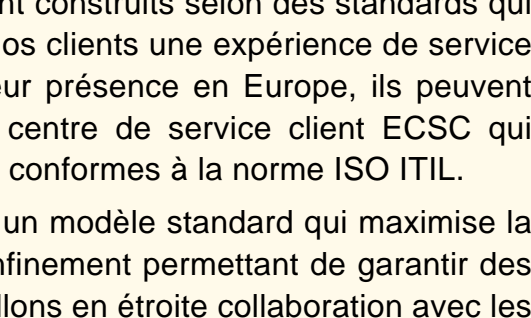 nt construits selon des standards qui
os clients une expérience de service
eur présence en Europe, ils peuvent
centre de service client ECSC qui
conformes à la norme ISO ITIL.
un modèle standard qui maximise la
nfinement permettant de garantir des
llons en étroite collaboration avec les